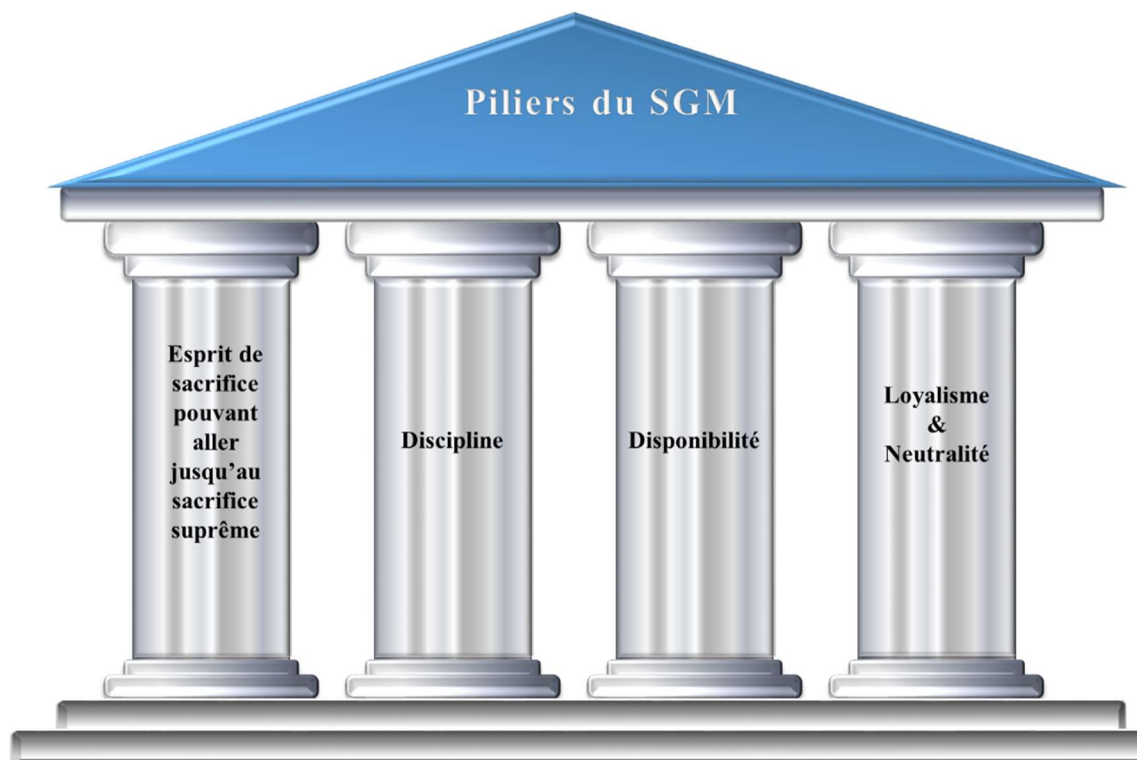 Piliers du SGM
Esprit de
sacrifice
pouvant
aller
jusqu’au
sacrifice
suprême
Discipline
Disponibilité
Loyalisme
&
Neutralité